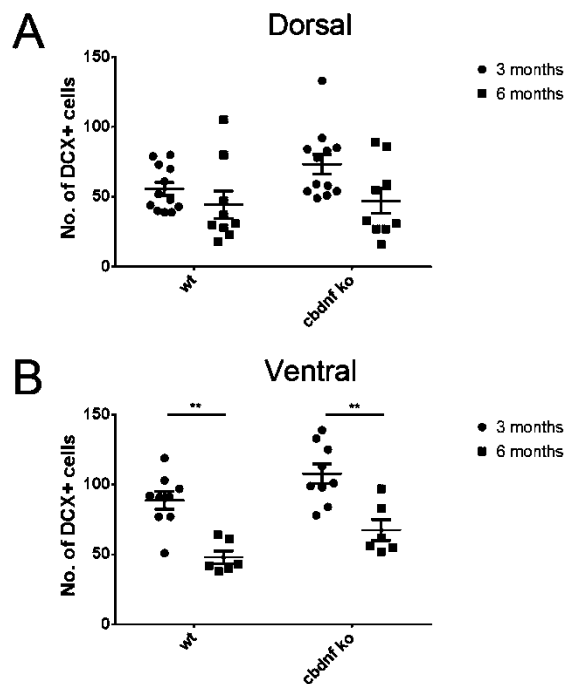 A
Dorsal
150
100
50
0
No. of DCX+ cells
wt
cbdnf ko
3 months
6 months
B
Ventral
150
100
50
0
No. of DCX+ cells
**
**
wt
cbdnf ko
3 months
6 months